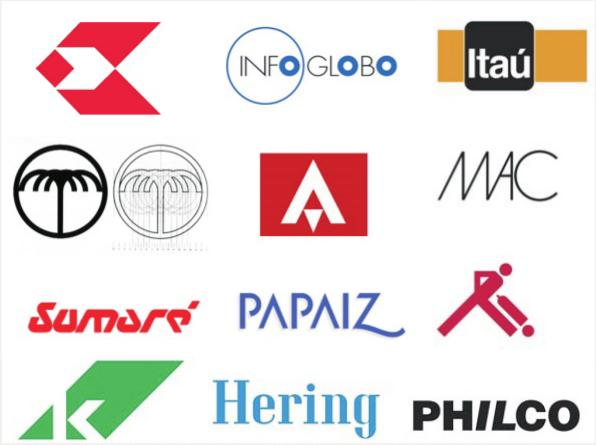 INFOGLOBO
Itaú
MAC
Sumaré
PAPAIZ
K
Hering
PHILCO